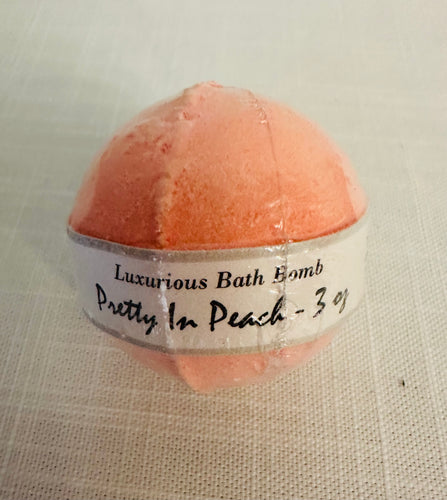 Luxurious Bath Bomb
Pretty In Peach - 3 oz